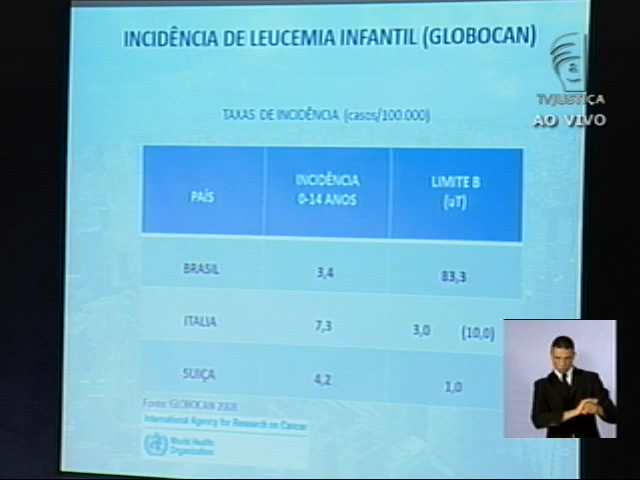 INCIDÊNCIA DE LEUCEMIA INFANTIL (GLOBOCAN)
TVJUSTIÇA
AO VIVO
TAXAS DE INCIDÊNCIA (casos/100.000)
PAÍS
INCIDÊNCIA
0-14 ANOS
LIMITE B
(uT)
BRASIL 3,4 83,3
ITALIA 7,3 3,0 (10,0)
SUIÇA 4,2 1,0
Fonte: GLOBOCAN 2008
International Agency for Research on Cancer
World Health
Organization